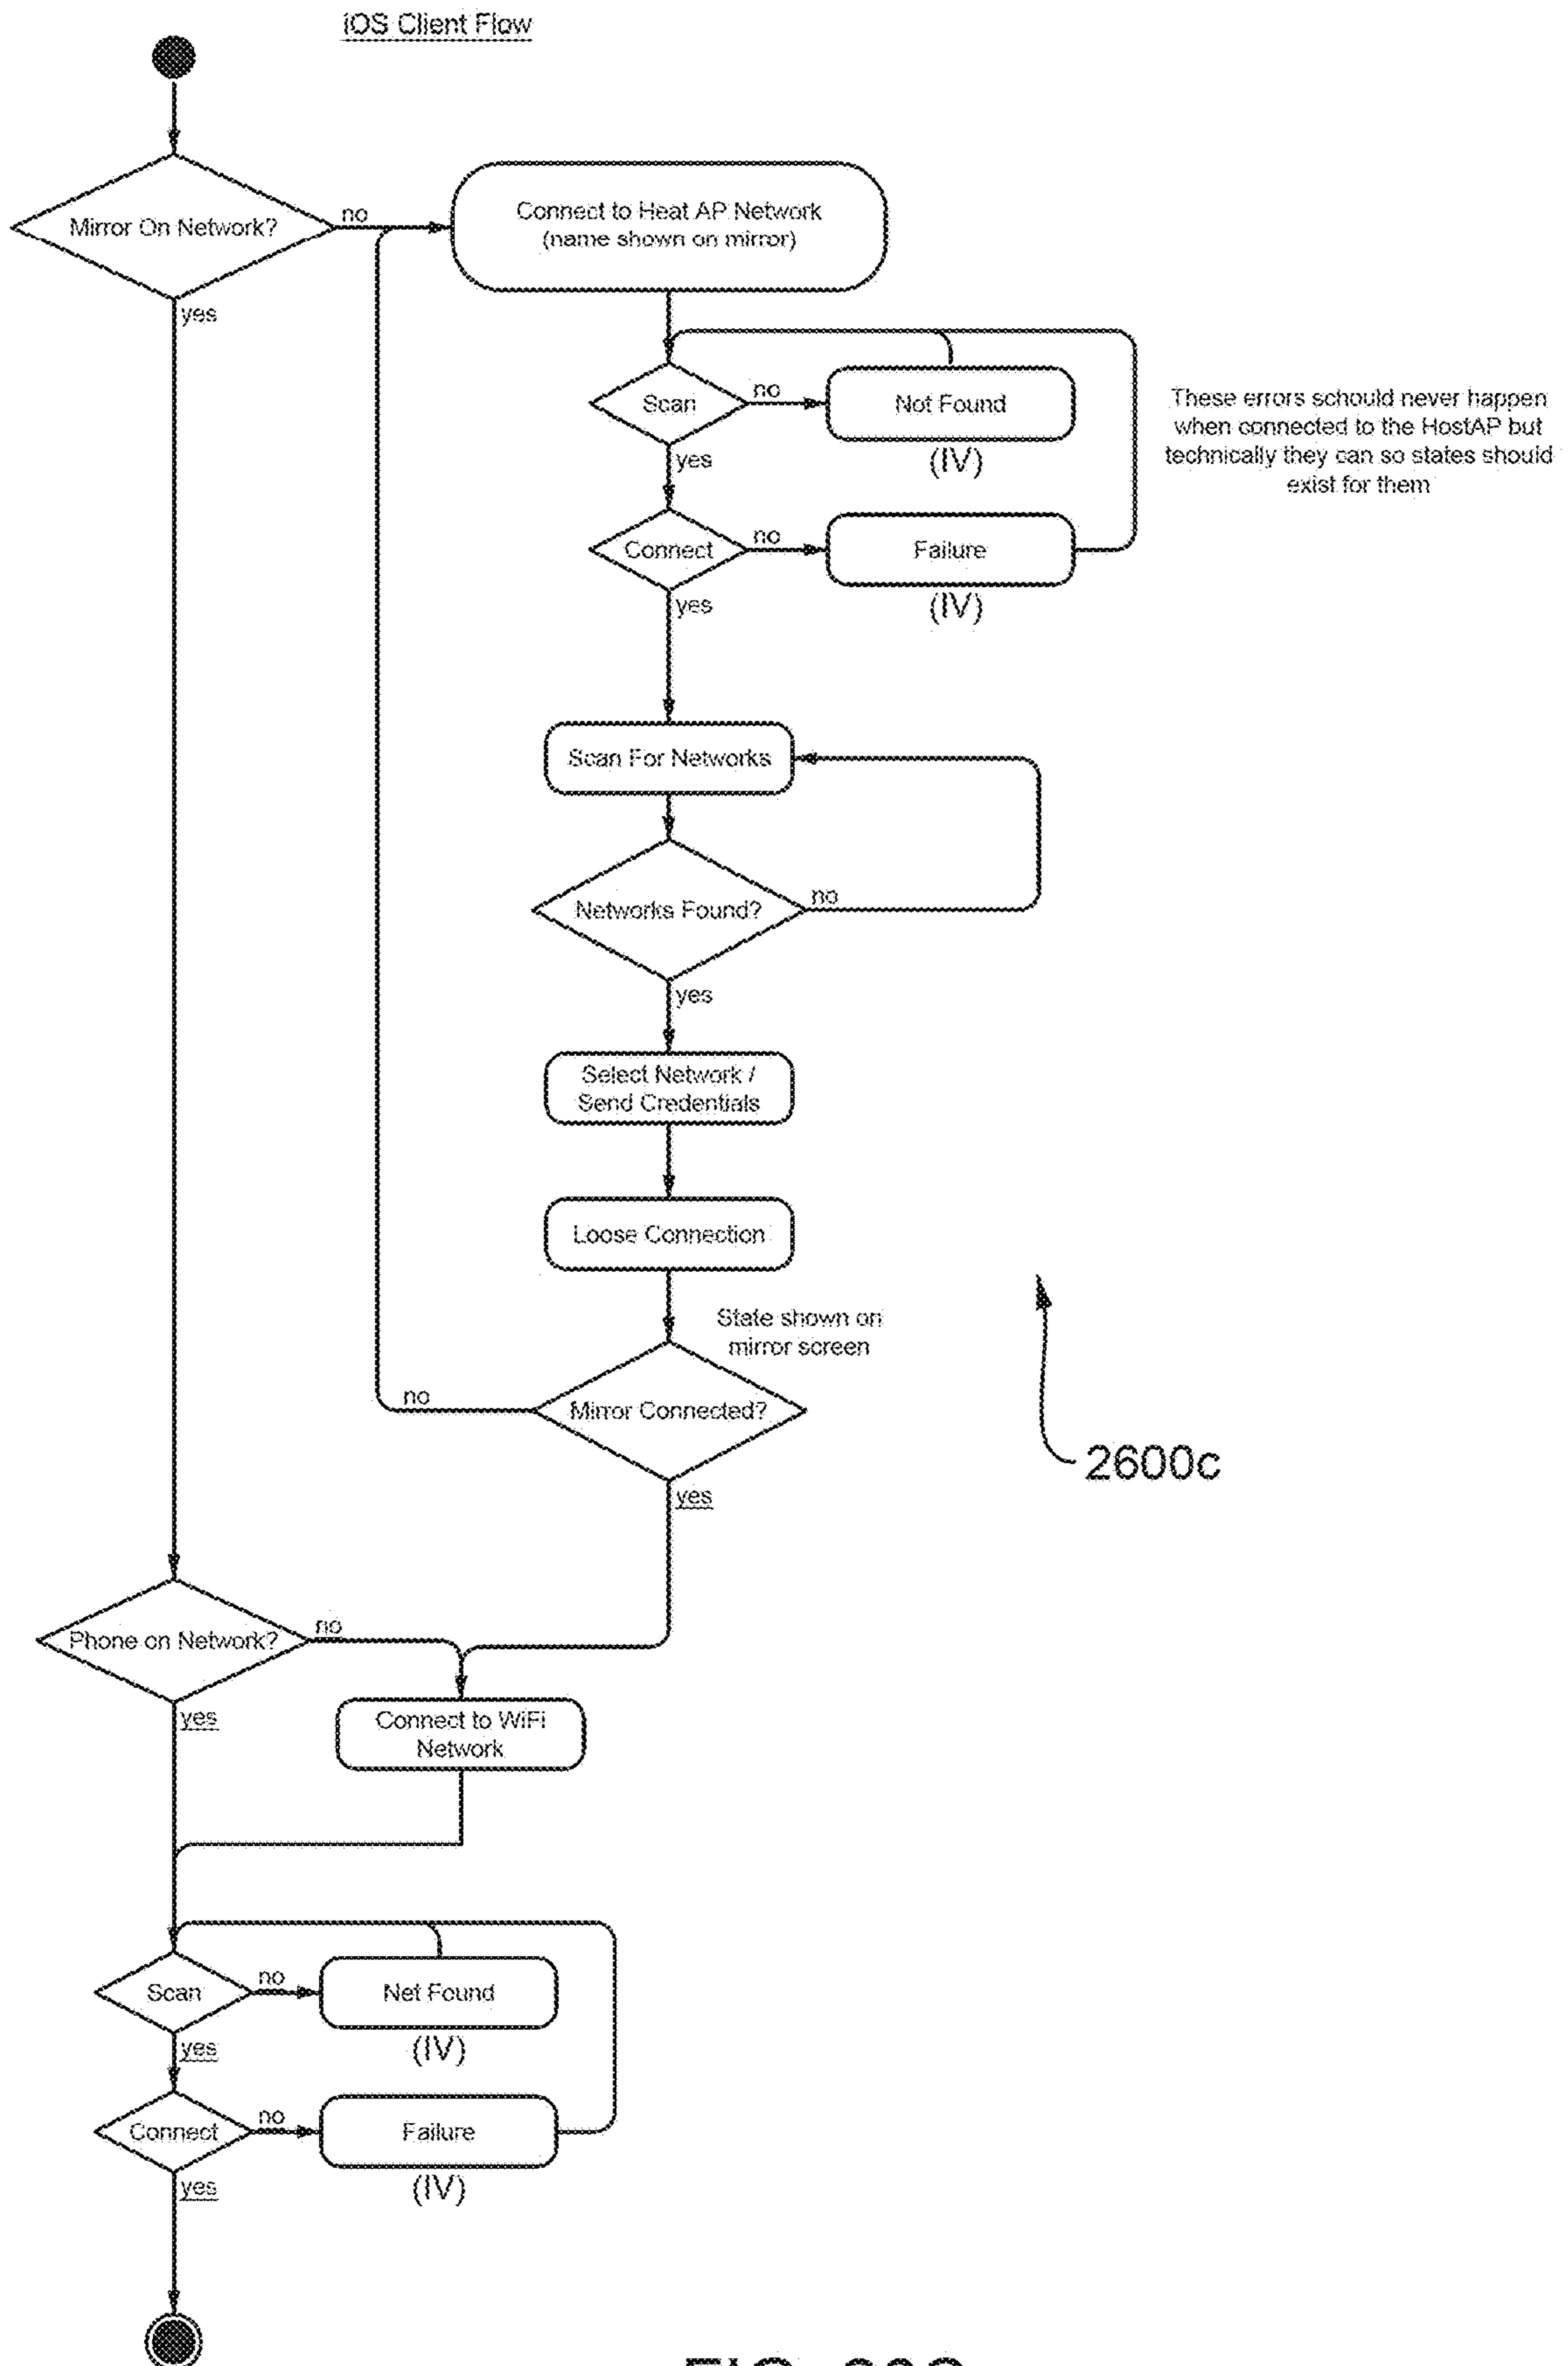 iOS Client Flow
Mirror On Network?
no
Connect to Heat AP Network
(name shown on mirror)
yes
Scan
no
Not Found
(IV)
These errors schould never happen
when connected to the HostAP but
technically they can so states should
exist for them
yes
Connect
no
Failure
(IV)
yes
Scan For Networks
Networks Found?
no
yes
Select Network /
Send Credentials
Loose Connection
State shown on
mirror screen
Mirror Connected?
no
2600c
yes
Phone on Network?
no
yes
Connect to WiFi
Network
Scan
no
Net Found
(IV)
yes
Connect
no
Failure
(IV)
yes